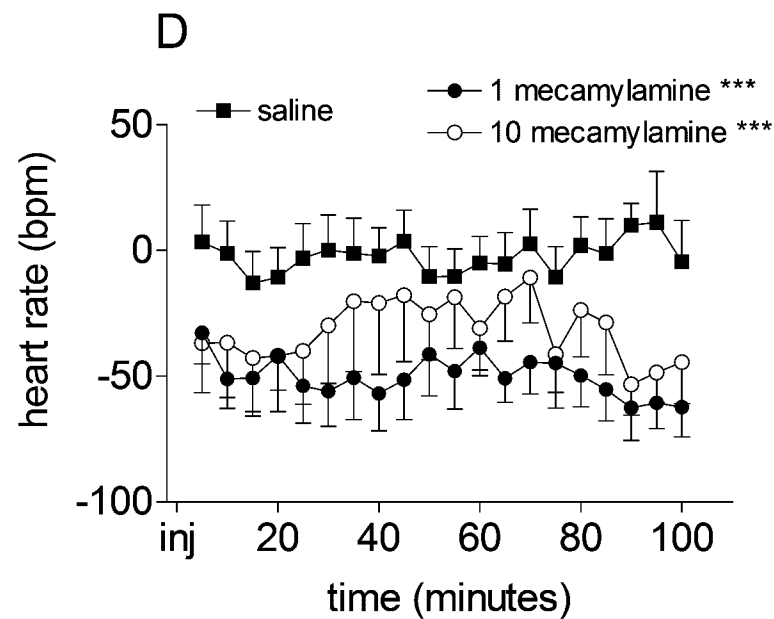 D
saline
1 mecamylamine ***
10 mecamylamine ***
heart rate (bpm)
50
0
-50
-100
inj 20 40 60 80 100
time (minutes)